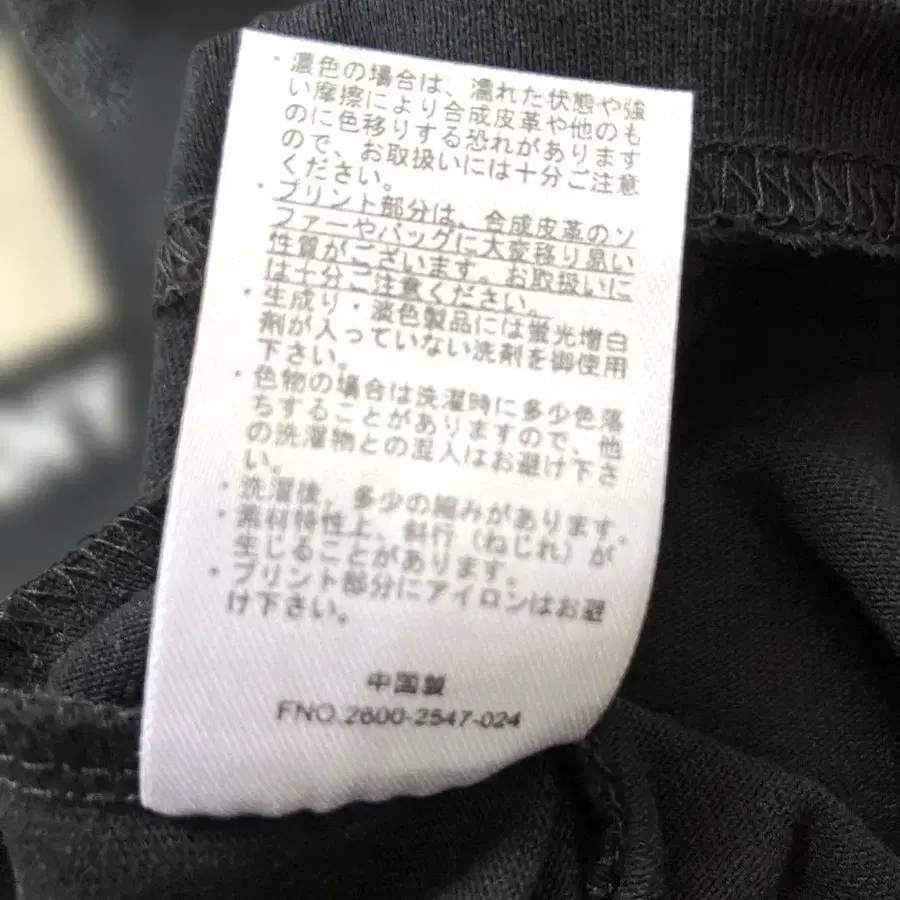 ・濃色の場合は、濡れた状態や強
い摩擦により合成皮革や他のも
のに色移りする恐れがあります
ので、お取扱いには十分ご注意
ください。
・プリント部分は、合成皮革のソ
ファーやバッグに大変移り易い
性質がございます。お取扱いに
は十分ご注意ください。
・生成り・淡色製品には蛍光増白
剤が入っていない洗剤を御使用
下さい。
・色物の場合は洗濯時に多少色落
ちすることがありますので、他
の洗濯物との混入はお避け下さ
い。
・洗濯後、多少の縮みがあります。
・素材特性上、斜行(ねじれ)が
生じることがあります。
・プリント部分にアイロンはお避
け下さい。
中国製
FNO.2600-2547-024